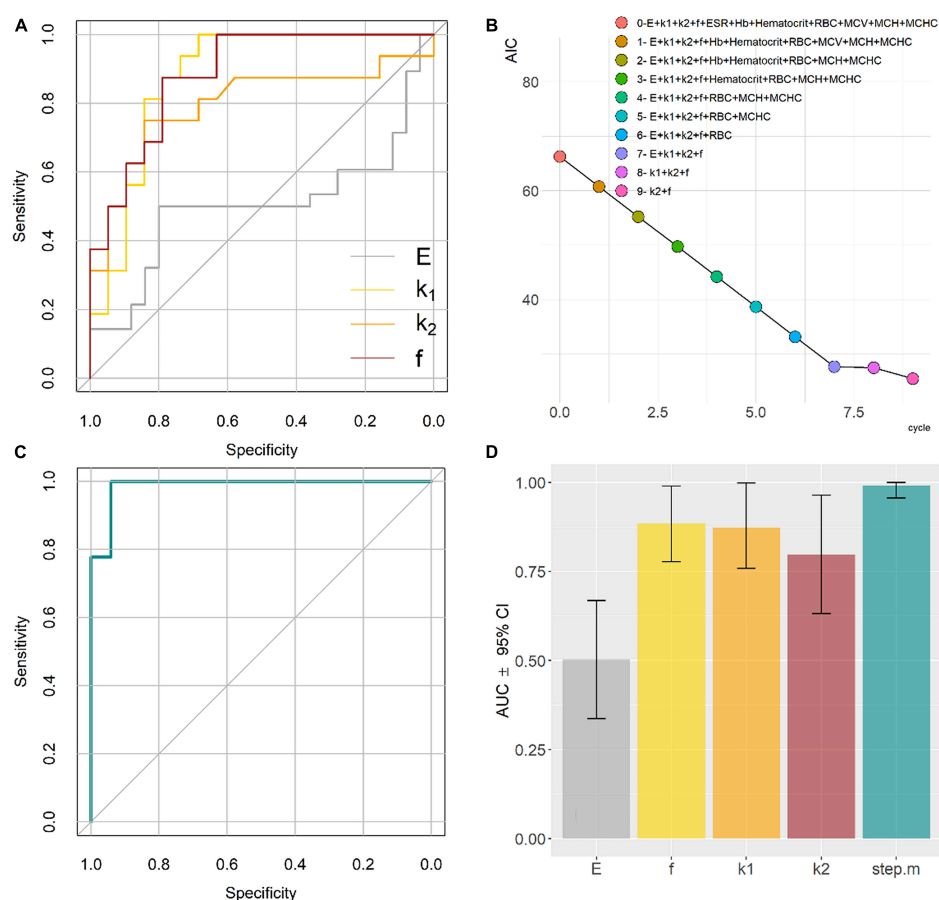 A
Sensitivity
1.0
0.8
0.6
0.4
0.2
0.0
E
k1
k2
f
1.0 0.8 0.6 0.4 0.2 0.0
Specificity
B
AIC
80
60
40
0-E+k1+k2+f+ESR+Hb+Hematocrit+RBC+MCV+MCH+MCHC
1- E+k1+k2+f+Hb+Hematocrit+RBC+MCV+MCH+MCHC
2- E+k1+k2+f+Hb+Hematocrit+RBC+MCH+MCHC
3- E+k1+k2+f+Hematocrit+RBC+MCH+MCHC
4- E+k1+k2+f+RBC+MCH+MCHC
5- E+k1+k2+f+RBC+MCHC
6- E+k1+k2+f+RBC
7- E+k1+k2+f
8- k1+k2+f
9- k2+f
0.0 2.5 5.0 7.5
cycle
C
Sensitivity
1.0
0.8
0.6
0.4
0.2
0.0
1.0 0.8 0.6 0.4 0.2 0.0
Specificity
D
AUC ± 95% CI
1.00
0.75
0.50
0.25
0.00
E f k1 k2 step.m